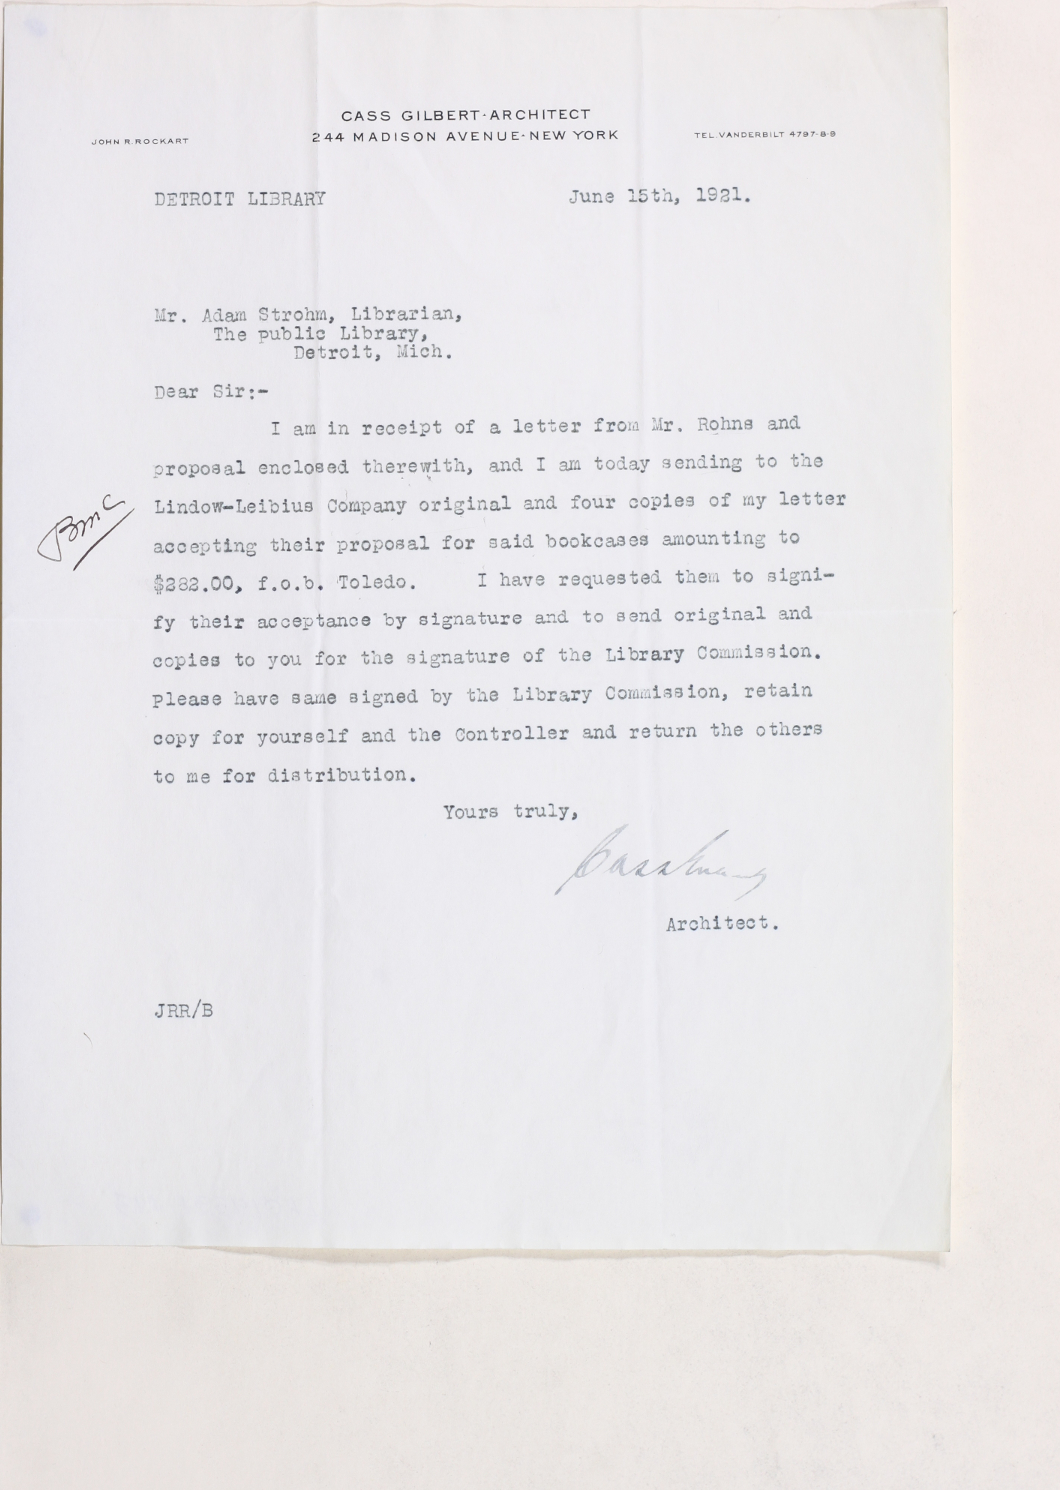 CASS GILBERT-ARCHITECT
244 MADISON AVENUE-NEW YORK
JOHN R. ROCKART
TEL. VANDERBILT 4797-8-9
DETROIT LIBRARY June 15th, 1921.
Mr. Adam Strohm, Librarian,
The public Library,
Detroit, Mich.
Dear Sir:-
I am in receipt of a letter from Mr. Rohns and
proposal enclosed therewith, and I am today sending to the
Lindow-Leibius Company original and four copies of my letter
accepting their proposal for said bookcases amounting to
$282.00, f.o.b. Toledo. I have requested them to signi-
fy their acceptance by signature and to send original and
copies to you for the signature of the Library Commission.
Please have same signed by the Library Commission, retain
copy for yourself and the Controller and return the others
to me for distribution.
Yours truly,
Architect.
JRR/B